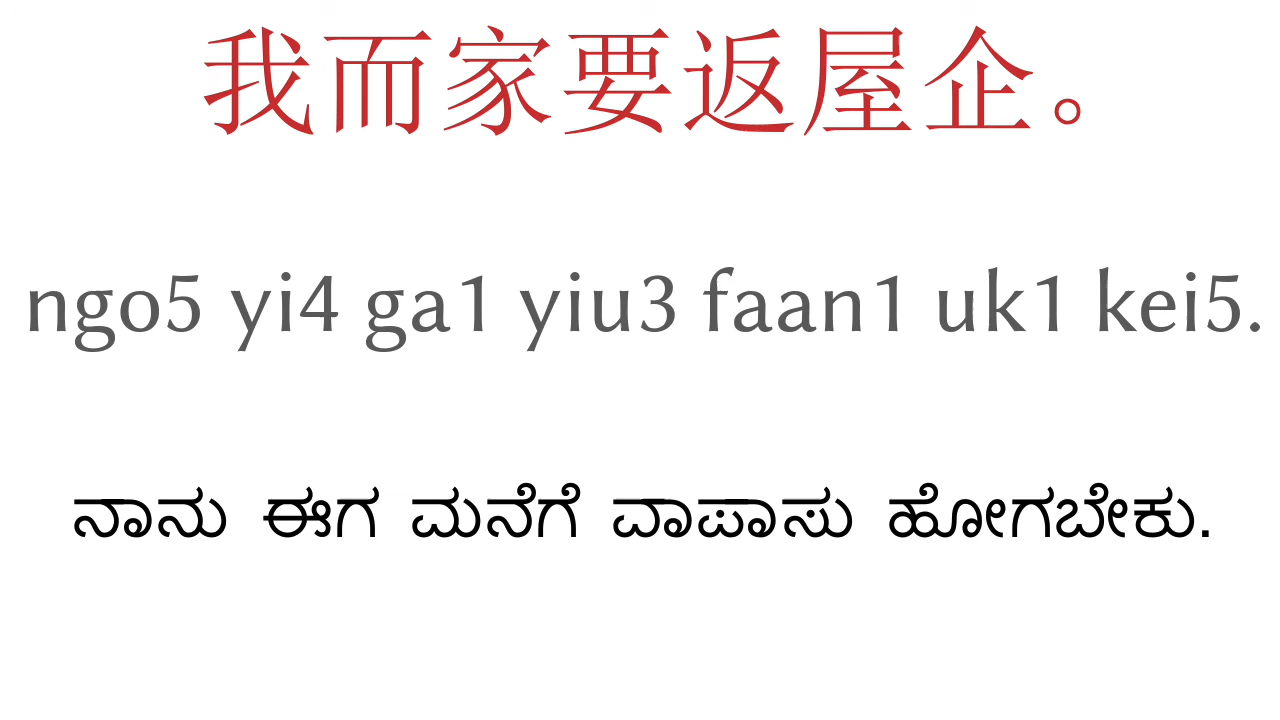 我而家要返屋企。
ngo5 yi4 ga1 yiu3 faan1 uk1 kei5.
ನಾನು ಈಗ ಮನೆಗೆ ವಾಪಾಸು ಹೋಗಬೇಕು.